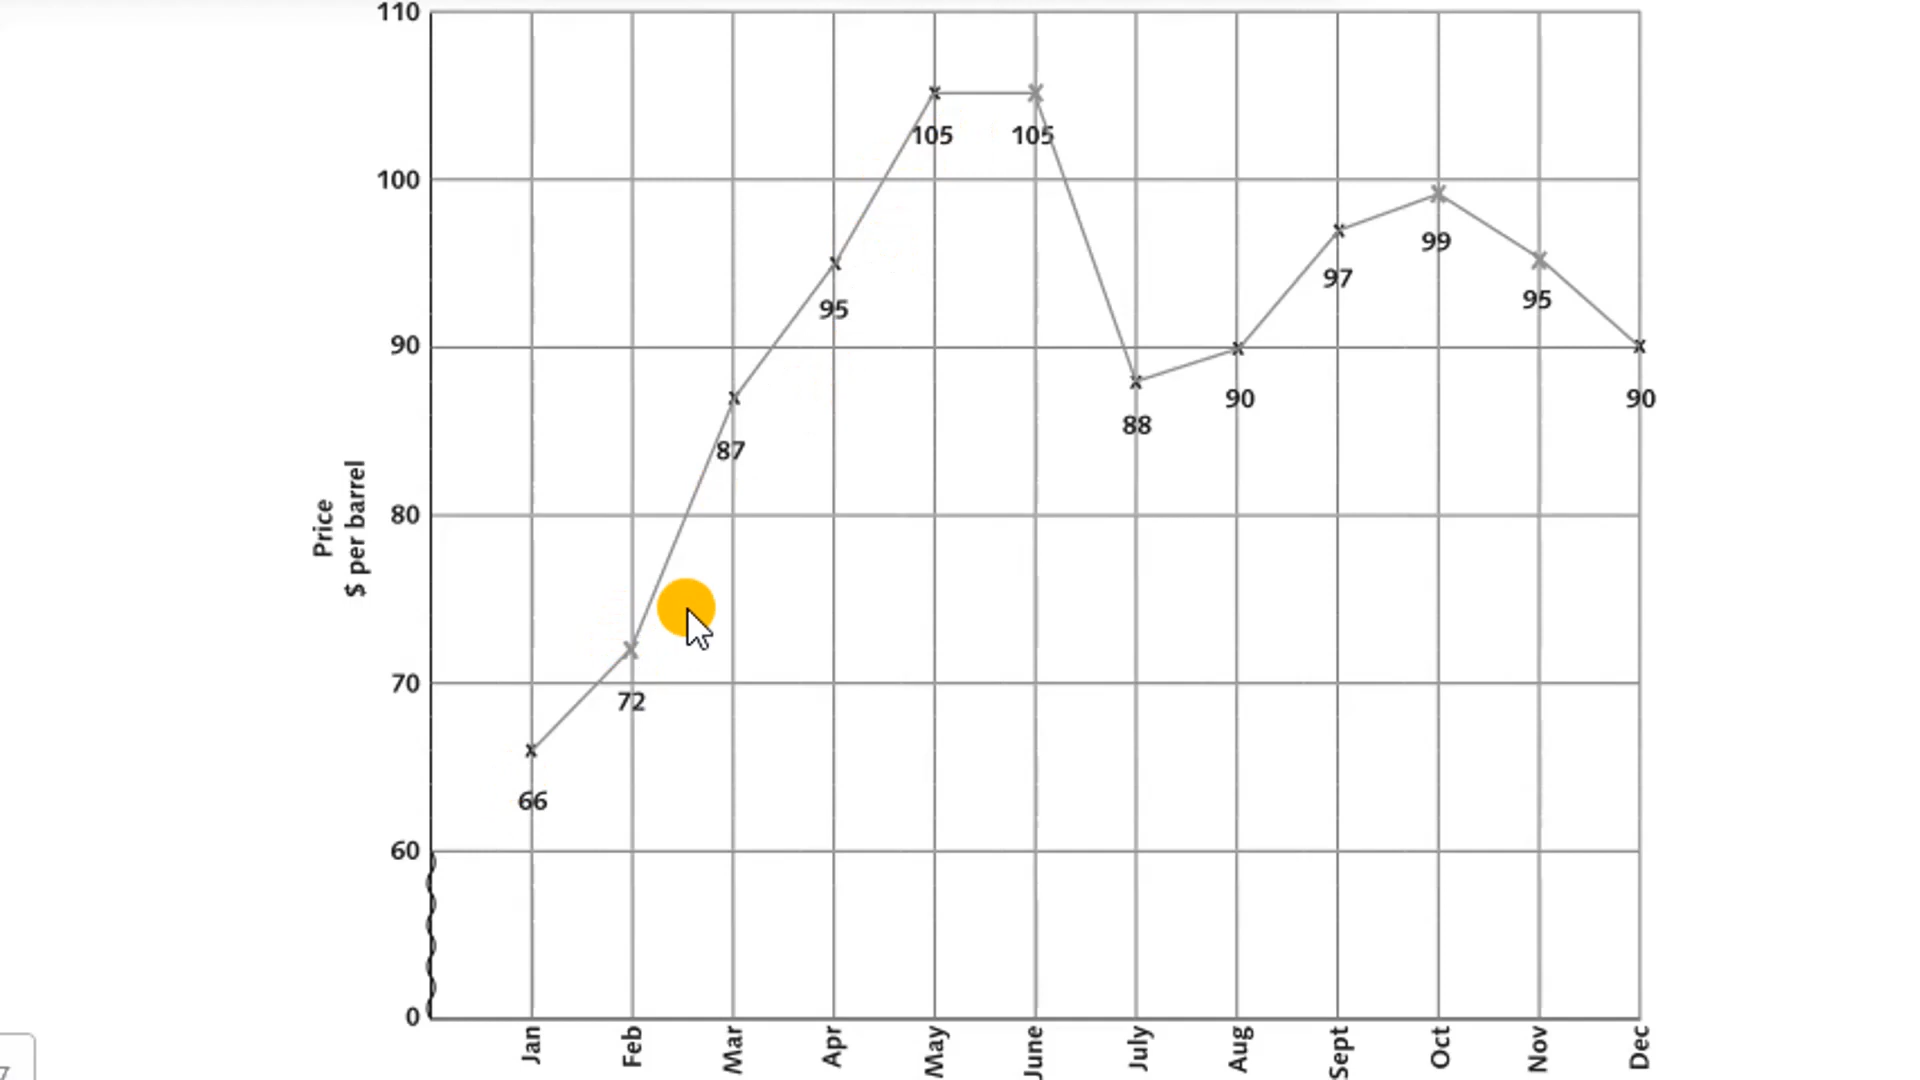 110
105
105
100
99
97
95
95
90
90
90
88
87
Price
$ per barrel
80
72
70
66
60
0
Jan
Feb
Mar
Apr
May
June
July
Aug
Sept
Oct
Nov
Dec